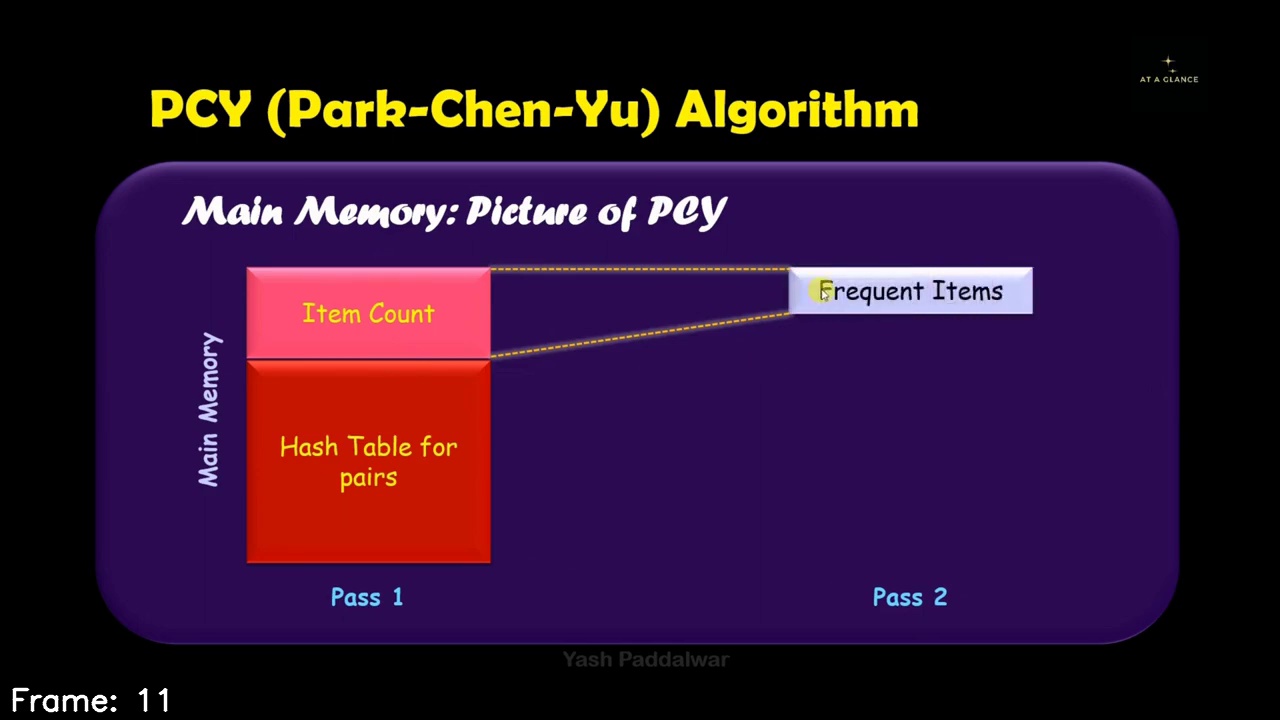 AT A GLANCE
PCY (Park-Chen-Yu) Algorithm
Main Memory: Picture of PCY
Main Memory
Item Count
Frequent Items
Hash Table for
pairs
Pass 1
Pass 2
Yash Paddalwar
Frame: 11